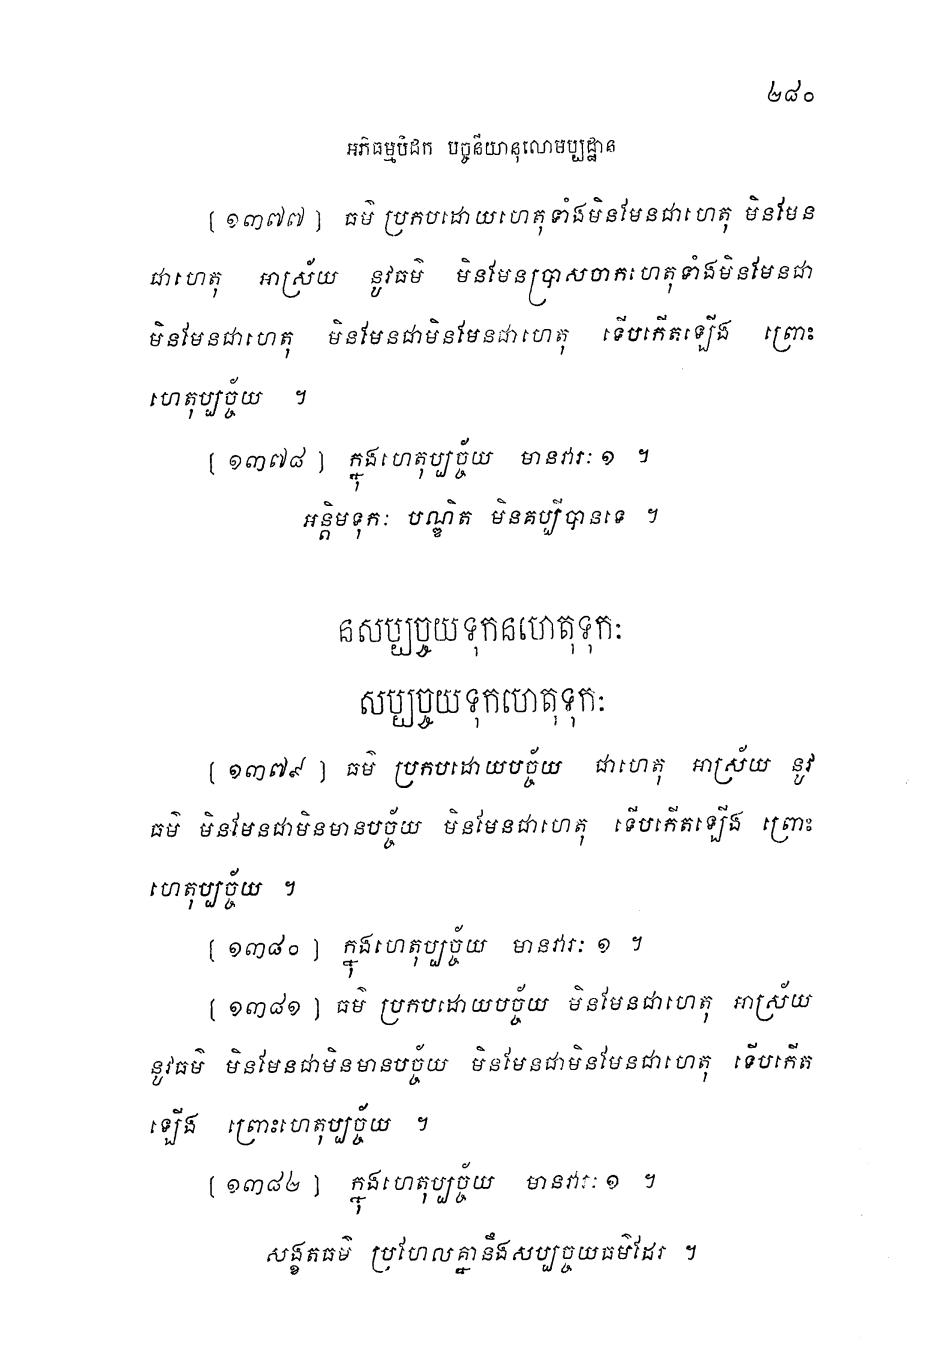 ២៨០
អភិធម្មបិដក បច្ចនីយានុលោមប្បដ្ឋាន
[ ១៣៧៧ ] ធម៌ ប្រកបដោយហេតុទាំងមិនមែនជាហេតុ មិនមែន
ជាហេតុ អាស្រ័យ នូវធម៌ មិនមែនប្រាសចាកហេតុទាំងមិនមែនជា
មិនមែនជាហេតុ មិនមែនជាមិនមែនជាហេតុ ទើបកើតឡើង ព្រោះ
ហេតុប្បច្ច័យ ។
[ ១៣៧៨ ] ក្នុងហេតុប្បច្ច័យ មានវារៈ ១ ។
អន្តិមទុកៈ បណ្ឌិត មិនគប្បីបានទេ ។
នសប្បច្ចយទុកនហេតុទុកៈ
សប្បច្ចយទុកហេតុទុកៈ
[ ១៣៧៩ ] ធម៌ ប្រកបដោយបច្ច័យ ជាហេតុ អាស្រ័យ នូវ
ធម៌ មិនមែនជាមិនមានបច្ច័យ មិនមែនជាហេតុ ទើបកើតឡើង ព្រោះ
ហេតុប្បច្ច័យ ។
[ ១៣៨០ ] ក្នុងហេតុប្បច្ច័យ មានវារៈ ១ ។
[ ១៣៨១ ] ធម៌ ប្រកបដោយបច្ច័យ មិនមែនជាហេតុ អាស្រ័យ
នូវធម៌ មិនមែនជាមិនមានបច្ច័យ មិនមែនជាមិនមែនជាហេតុ ទើបកើត
ឡើង ព្រោះហេតុប្បច្ច័យ ។
[ ១៣៨២ ] ក្នុងហេតុប្បច្ច័យ មានវារៈ ១ ។
សង្ខតធម៌ ប្រហែលគ្នានឹងសប្បច្ចយធម៌ដែរ ។